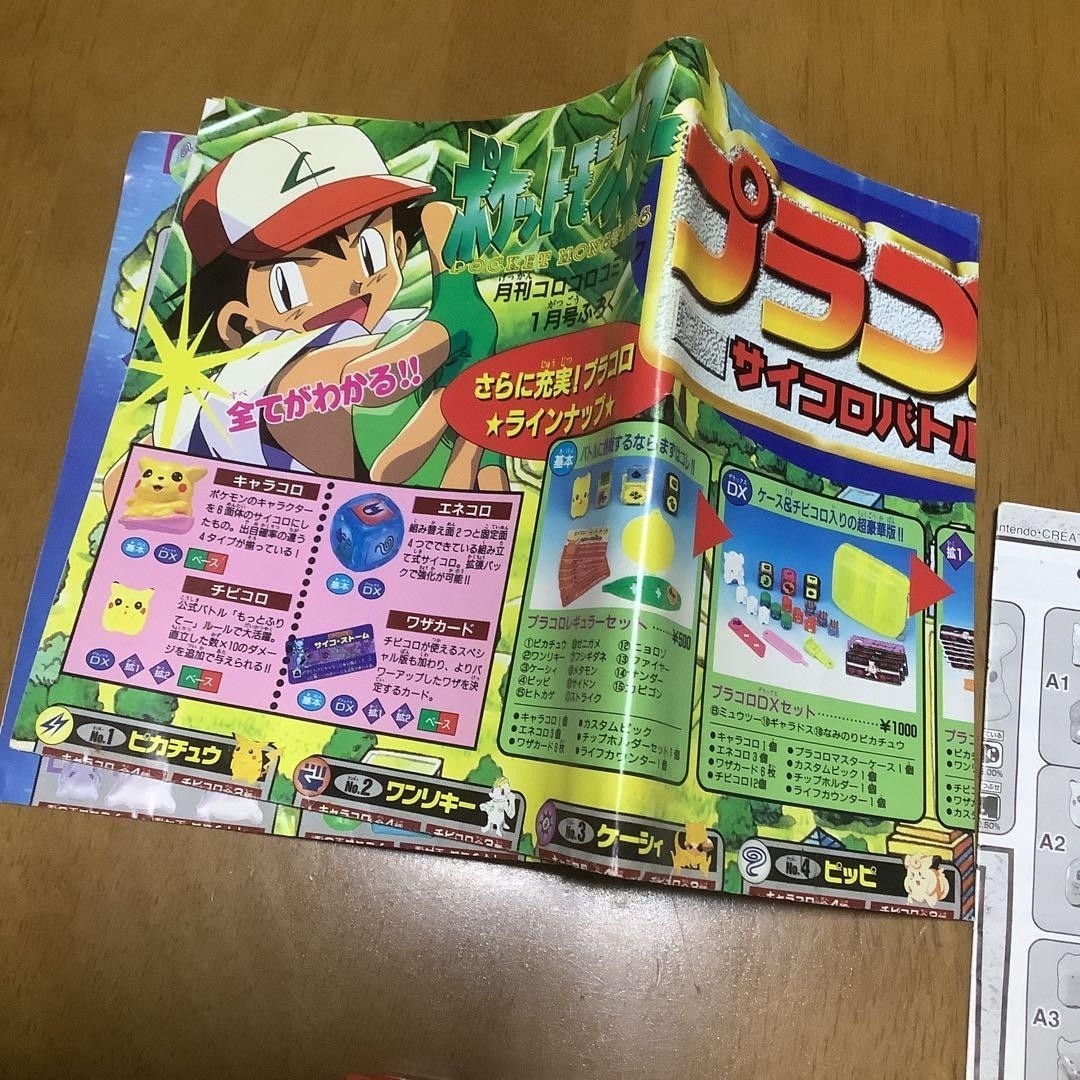 ポケットモンスター
POCKET MONSTERS
月刊コロコロコミック
1月号ふろく
プラコ
サイコロバトル
全てがわかる!!
さらに充実!プラコロ
★ラインナップ★
キャラコロ
ポケモンのキャラクター
を6面体のサイコロにし
たもの。出目確率の違う
4タイプが揃っている!
基本 DX ベース
エネコロ
組み替え面2つと固定面
4つでできている組み立
て式サイコロ。拡張パッ
クで強化が可能!!
基本 DX
チビコロ
公式バトル「もっとふり
てー」ルールで大活躍。
直立した数×10のダメー
ジを追加で与えられる!!
DX 拡1 拡2 ベース
ワザカード
サイコ・ストーム
チビコロが使えるスペシ
ャル版も加わり、よりパ
ワーアップしたワザを決
定するカード。
基本 DX 拡1 拡2 ベース
基本
バトルに挑戦するならまずはコレ!!
プラコロレギュラーセット
¥500
①ピカチュウ
②ワンリキー
③ケーシィ
④ピッピ
⑤ヒトカゲ
⑥ゼニガメ
⑦フシギダネ
⑧メタモン
⑨サイドン
⑪ストライク
⑫ニョロゾ
⑬ファイヤー
⑭サンダー
⑮カビゴン
●キャラコロ1個
●エネコロ3個
●ワザカード6枚
●カスタムピック1個
●チップホルダーセット1個
●ライフカウンター1個
DX
ケース&チビコロ入りの超豪華版!!
プラコロDXセット
¥1000
ミュウツー ギャラドス なみのりピカチュウ
●キャラコロ1個
●エネコロ3個
●ワザカード6枚
●チビコロ12個
●プラコロマスターケース1個
●カスタムピック1個
●チップホルダー1個
●ライフカウンター1個
拡1
No.1 ピカチュウ
No.2 ワンリキー
No.3 ケーシィ
No.4 ピッピ
Nintendo・CREAT
A1
A2
A3